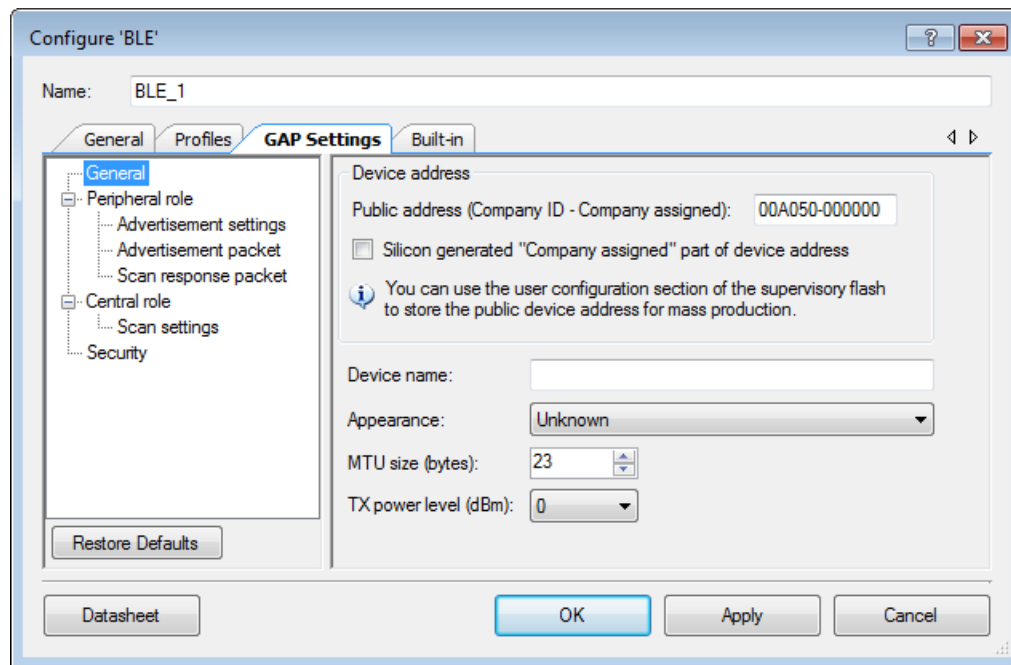 Configure 'BLE'
Name: BLE_1
General Profiles GAP Settings Built-in
General
Peripheral role
Advertisement settings
Advertisement packet
Scan response packet
Central role
Scan settings
Security
Restore Defaults
Device address
Public address (Company ID - Company assigned): 00A050-000000
Silicon generated "Company assigned" part of device address
You can use the user configuration section of the supervisory flash
to store the public device address for mass production.
Device name:
Appearance: Unknown
MTU size (bytes): 23
TX power level (dBm): 0
Datasheet OK Apply Cancel